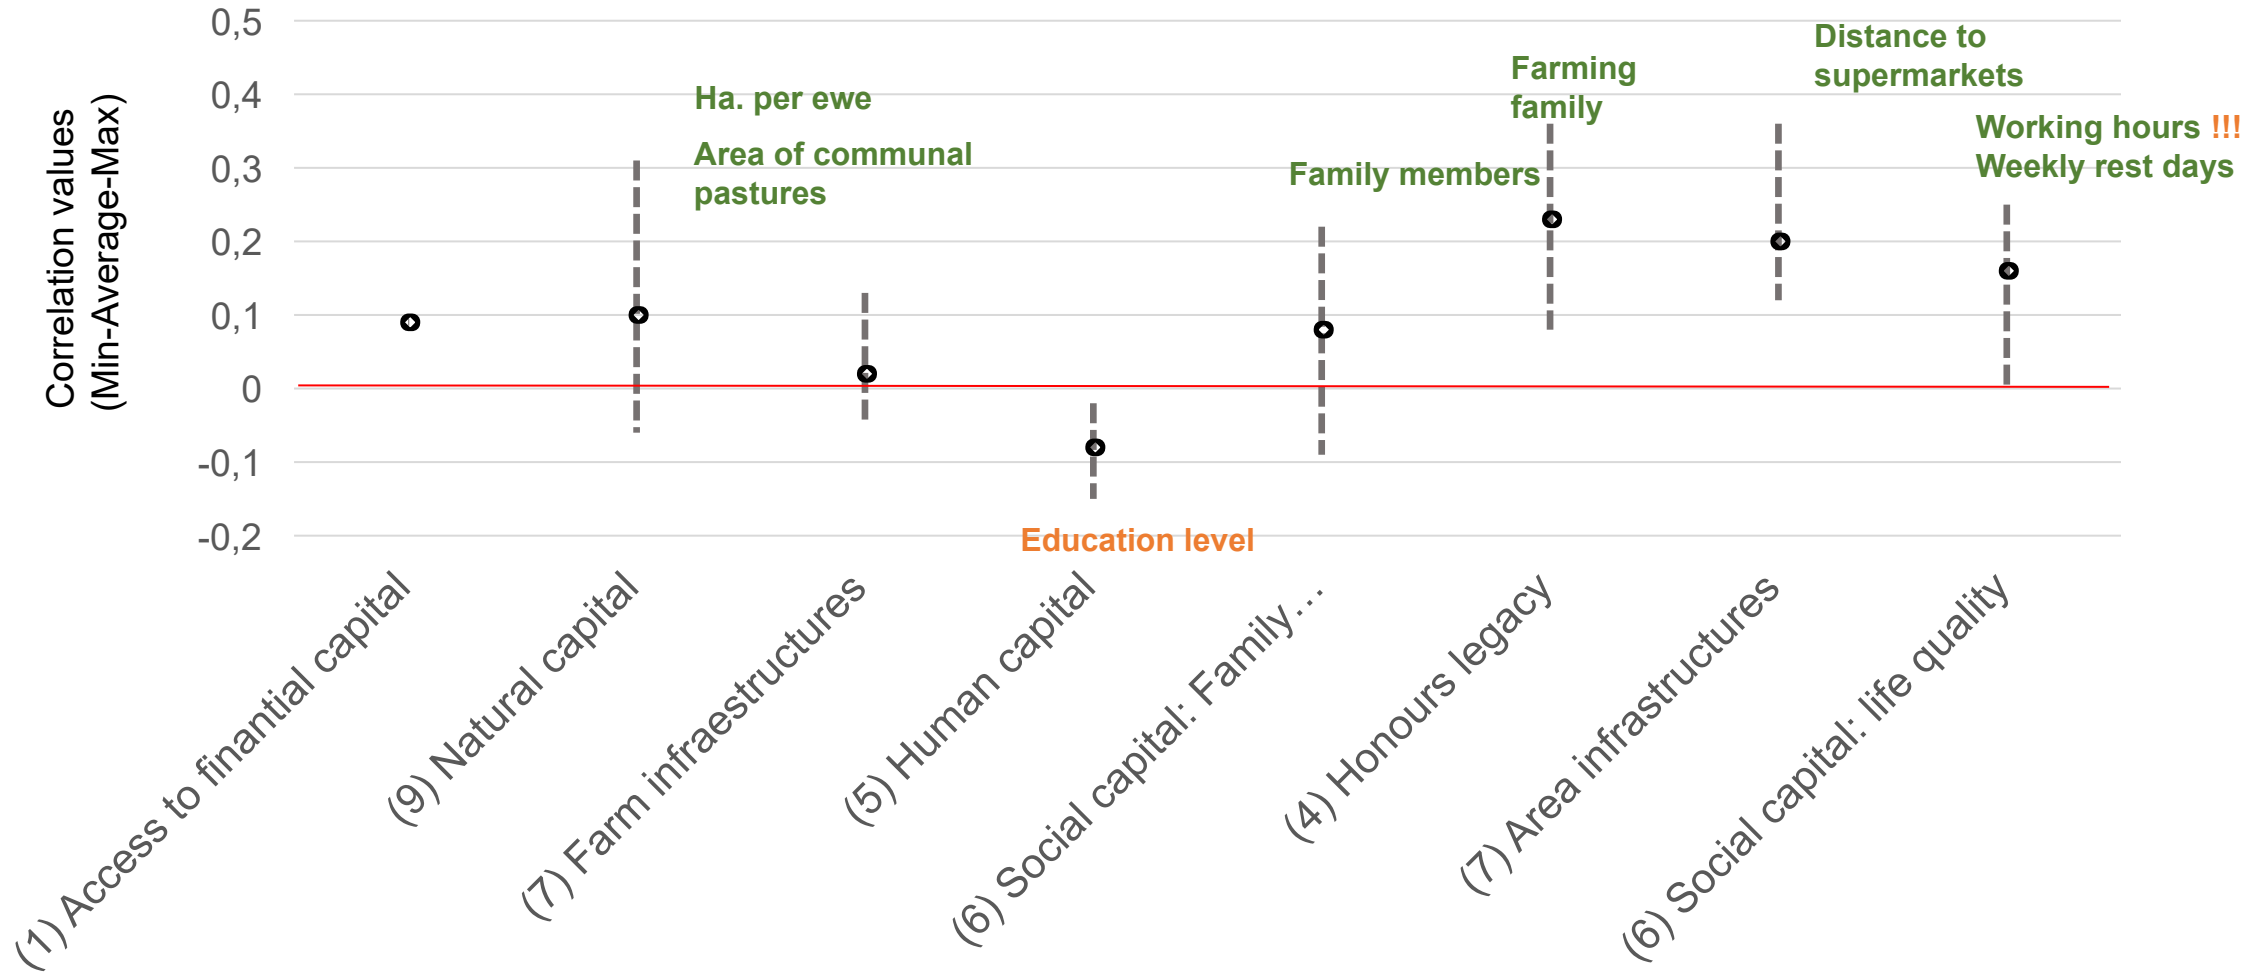 Correlation values
(Min-Average-Max)
0,5
0,4
0,3
0,2
0,1
0
-0,1
-0,2
Ha. per ewe
Area of communal
pastures
Education level
Family members
Farming
family
Distance to
supermarkets
Working hours !!!
Weekly rest days
(1) Access to finantial capital
(9) Natural capital
(7) Farm infraestructures
(5) Human capital
(6) Social capital: Family…
(4) Honours legacy
(7) Area infrastructures
(6) Social capital: life quality